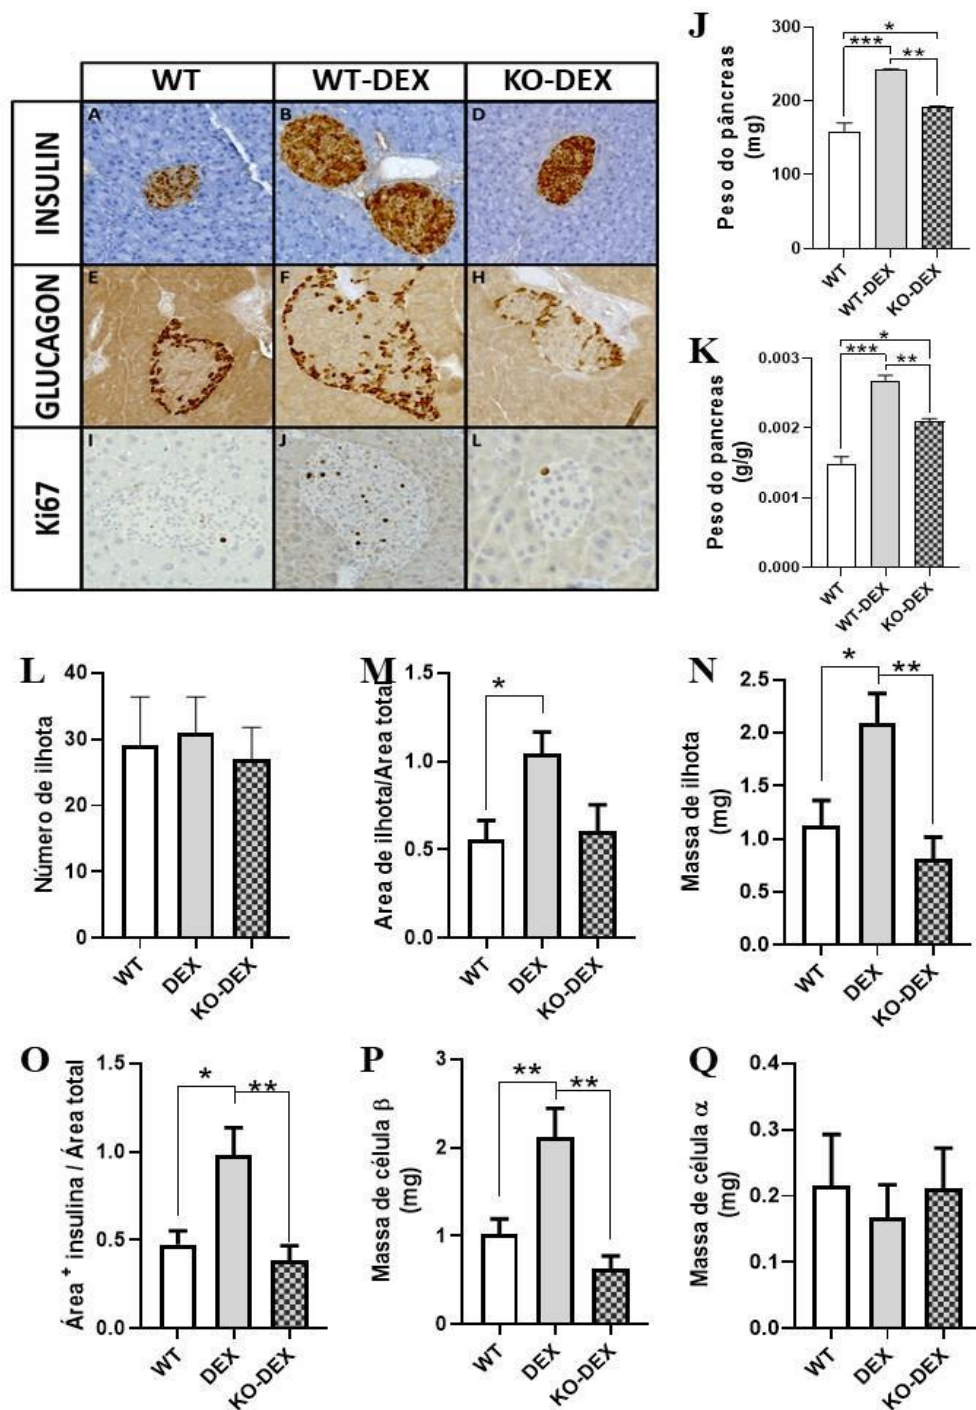 WT WT-DEX KO-DEX
INSULIN
A B D
GLUCAGON
E F H
Ki67
I J L
J
Peso do pâncreas
(mg)
300
200
100
0
* *** **
WT WT-DEX KO-DEX
K
Peso do pancreas
(g/g)
0.003
0.002
0.001
0.000
* *** **
WT WT-DEX KO-DEX
L
Número de ilhota
40
30
20
10
0
WT DEX KO-DEX
M
Area de ilhota/Area total
1.5
1.0
0.5
0.0
*
WT DEX KO-DEX
N
Massa de ilhota
(mg)
2.5
2.0
1.5
1.0
0.5
0.0
* **
WT DEX KO-DEX
O
Área + insulina / Área total
1.5
1.0
0.5
0.0
* **
WT DEX KO-DEX
P
Massa de célula β
(mg)
3
2
1
0
** **
WT DEX KO-DEX
Q
Massa de célula α
(mg)
0.4
0.3
0.2
0.1
0.0
WT DEX KO-DEX